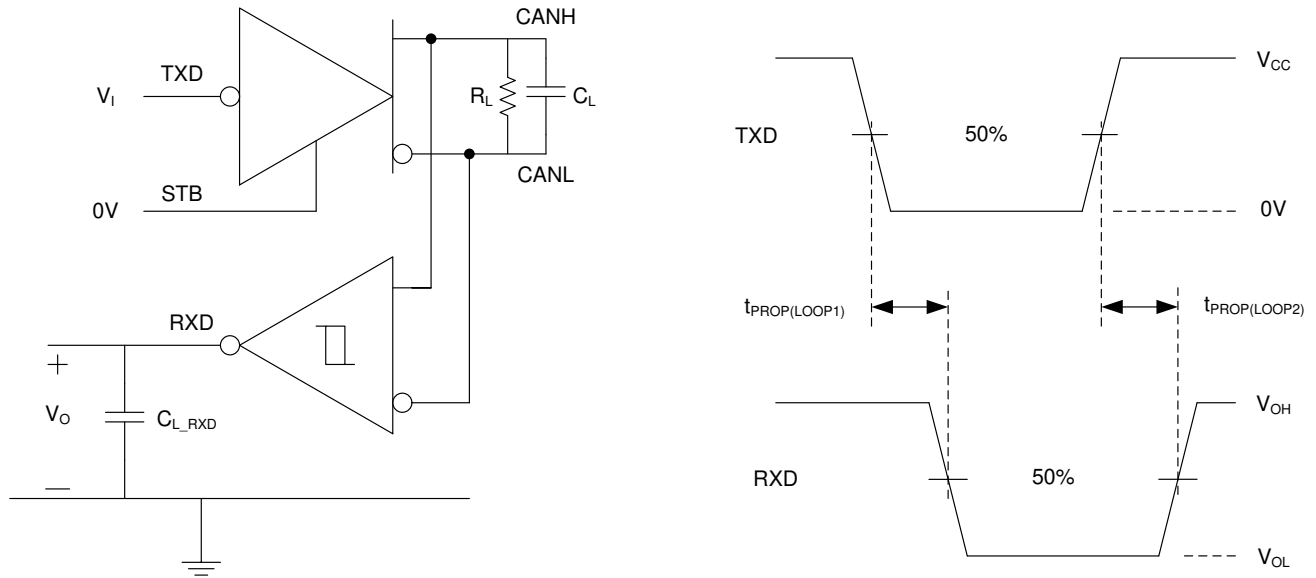 CANH
TXD
V_I
R_L
C_L
CANL
STB
0V
RXD
+
V_O
—
C_L_RXD
V_CC
TXD
50%
0V
t_PROP(LOOP1)
t_PROP(LOOP2)
V_OH
RXD
50%
V_OL